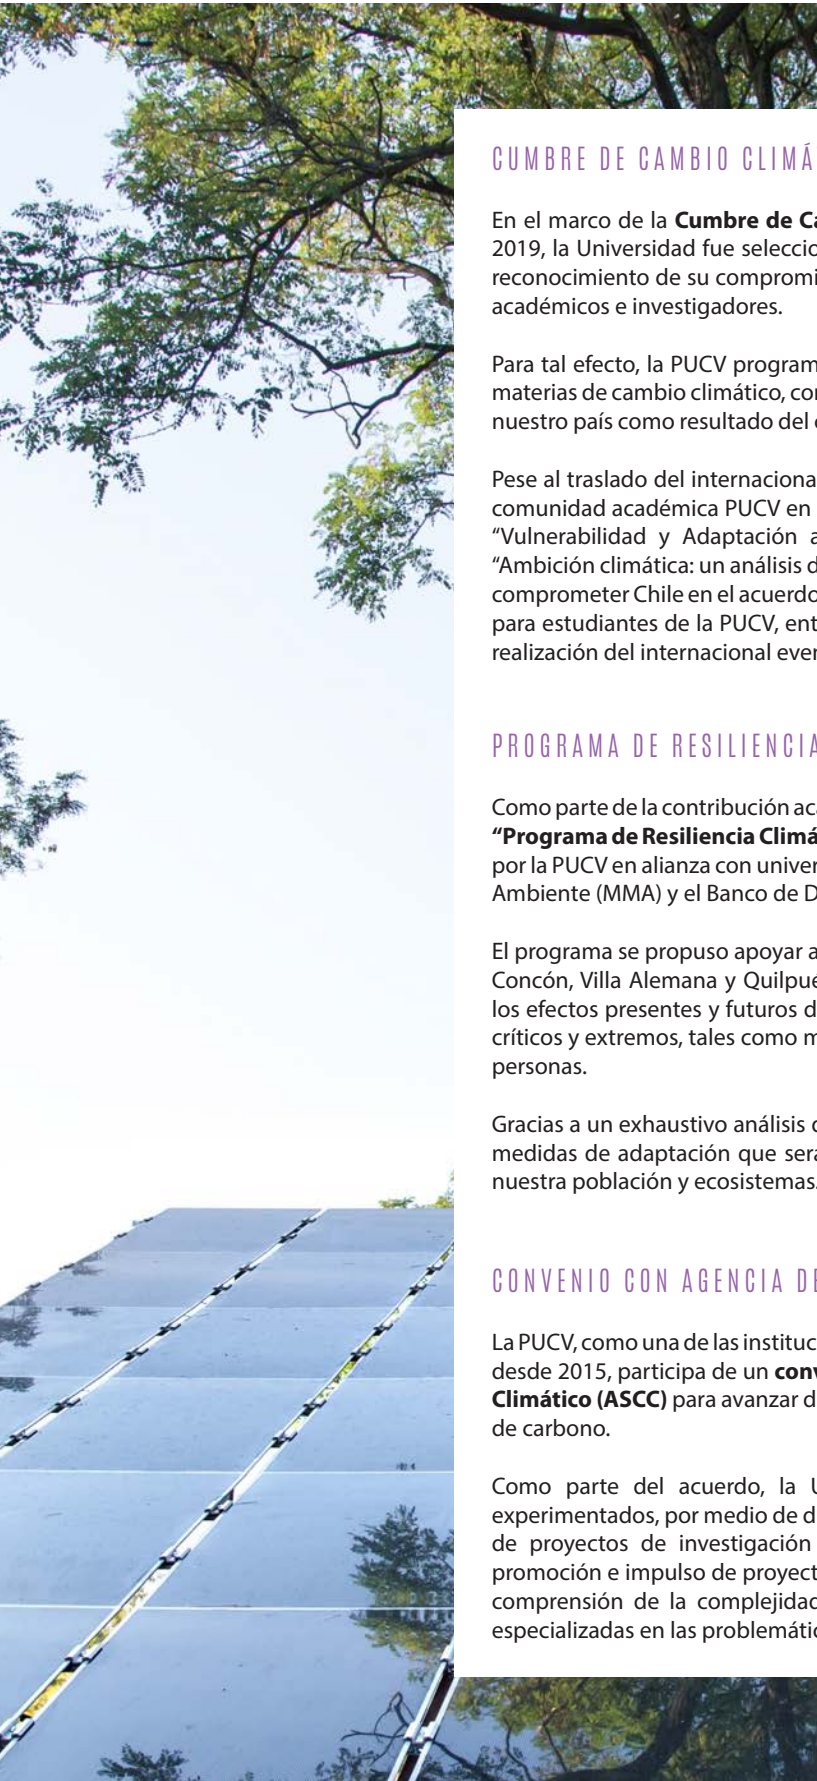 CUMBRE DE CAMBIO CLIMÁ
En el marco de la Cumbre de Ca
2019, la Universidad fue seleccio
reconocimiento de su compromi
académicos e investigadores.
Para tal efecto, la PUCV program
materias de cambio climático, con
nuestro país como resultado del c
Pese al traslado del internaciona
comunidad académica PUCV en
“Vulnerabilidad y Adaptación a
“Ambición climática: un análisis d
comprometer Chile en el acuerdo
para estudiantes de la PUCV, ent
realización del internacional even
PROGRAMA DE RESILIENCIA
Como parte de la contribución aca
“Programa de Resiliencia Climá
por la PUCV en alianza con univer
Ambiente (MMA) y el Banco de D
El programa se propuso apoyar a
Concón, Villa Alemana y Quilpué
los efectos presentes y futuros d
críticos y extremos, tales como m
personas.
Gracias a un exhaustivo análisis d
medidas de adaptación que será
nuestra población y ecosistemas.
CONVENIO CON AGENCIA DE
La PUCV, como una de las instituc
desde 2015, participa de un conv
Climático (ASCC) para avanzar d
de carbono.
Como parte del acuerdo, la U
experimentados, por medio de d
de proyectos de investigación
promoción e impulso de proyect
comprensión de la complejidad
especializadas en las problemátic